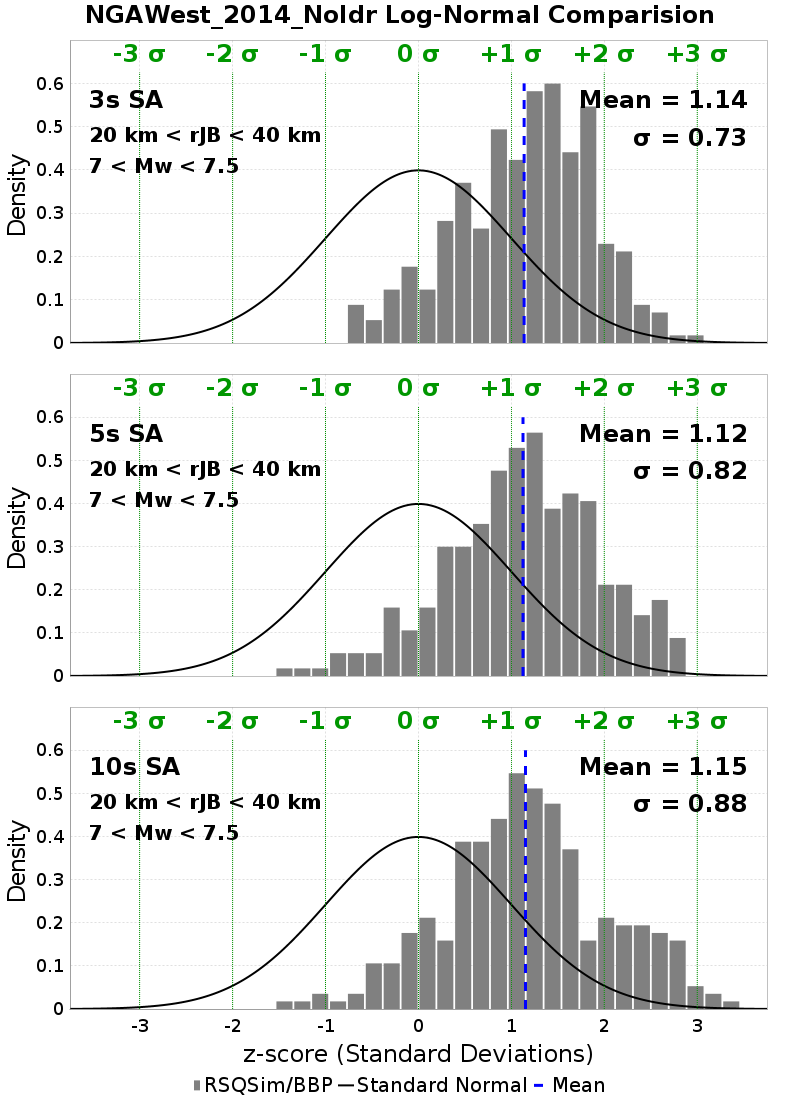 NGAWest_2014_NoIdr Log-Normal Comparision
-3 σ -2 σ -1 σ 0 σ +1 σ +2 σ +3 σ
3s SA
Mean = 1.14
20 km < rJB < 40 km
σ = 0.73
7 < Mw < 7.5
0.6
0.5
0.4
0.3
0.2
0.1
0
Density
-3 σ -2 σ -1 σ 0 σ +1 σ +2 σ +3 σ
5s SA
Mean = 1.12
20 km < rJB < 40 km
σ = 0.82
7 < Mw < 7.5
0.6
0.5
0.4
0.3
0.2
0.1
0
Density
-3 σ -2 σ -1 σ 0 σ +1 σ +2 σ +3 σ
10s SA
Mean = 1.15
20 km < rJB < 40 km
σ = 0.88
7 < Mw < 7.5
0.6
0.5
0.4
0.3
0.2
0.1
0
Density
-3 -2 -1 0 1 2 3
z-score (Standard Deviations)
RSQSim/BBP Standard Normal Mean